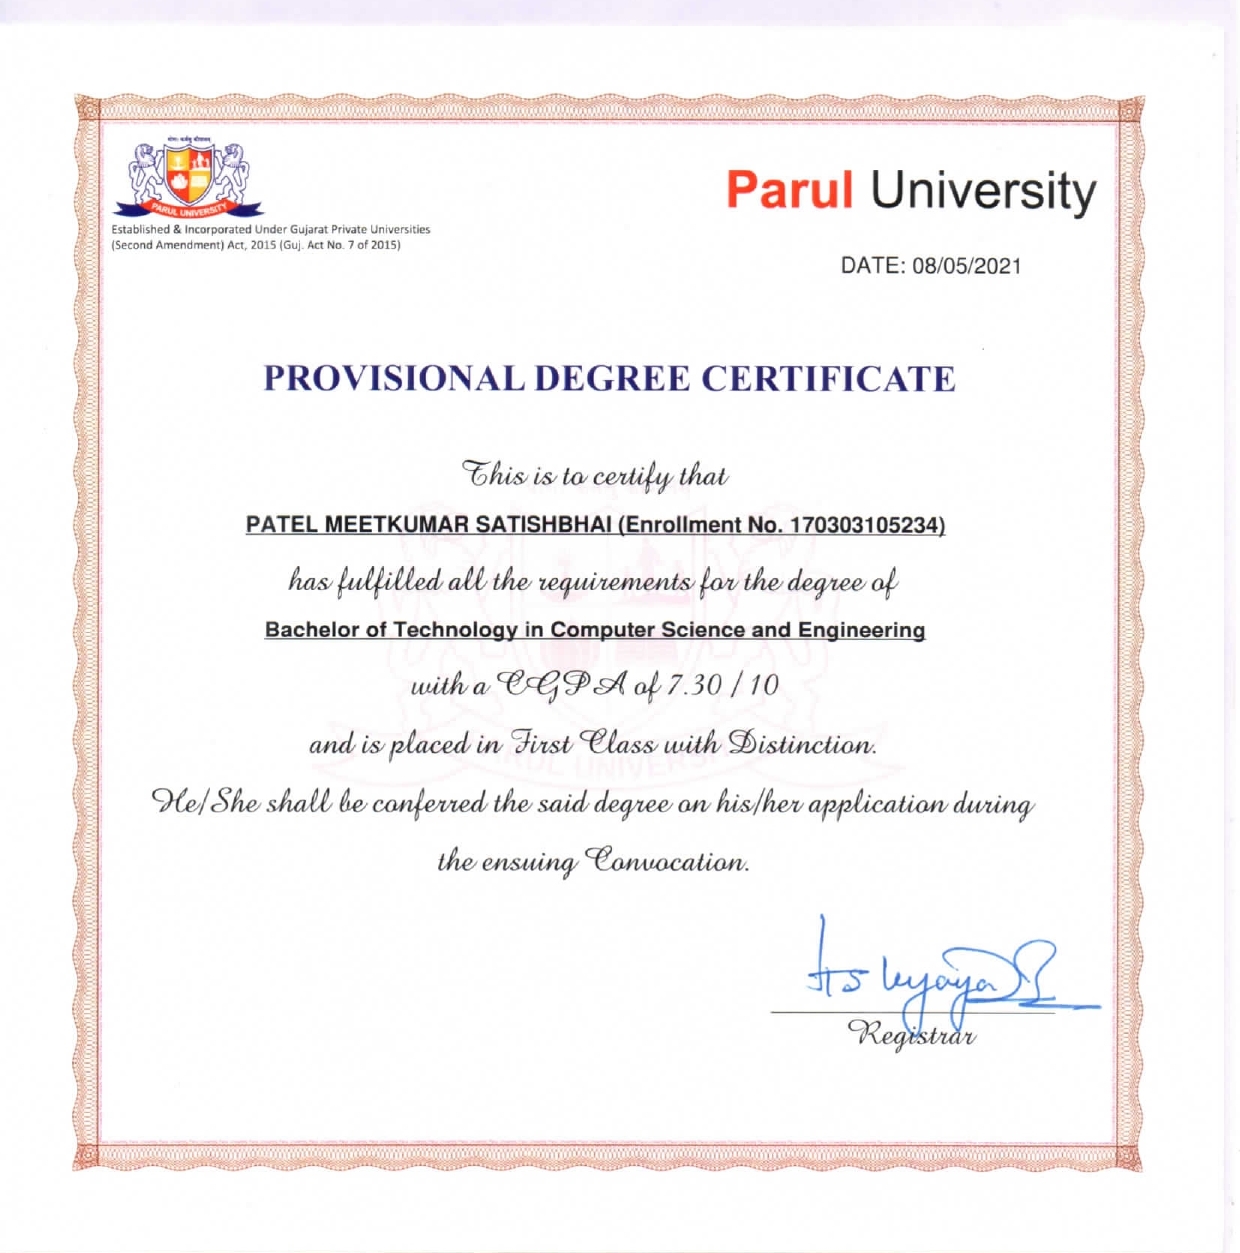 PARUL UNIVERSITY
Established & Incorporated Under Gujarat Private Universities
(Second Amendment) Act, 2015 (Guj. Act No. 7 of 2015)
Parul University
DATE: 08/05/2021
PROVISIONAL DEGREE CERTIFICATE
This is to certify that
PATEL MEETKUMAR SATISHBHAI (Enrollment No. 170303105234)
has fulfilled all the requirements for the degree of
Bachelor of Technology in Computer Science and Engineering
with a CGPA of 7.30 / 10
and is placed in First Class with Distinction.
PARUL UNIVERSITY
He/She shall be conferred the said degree on his/her application during
the ensuing Convocation.
Registrar